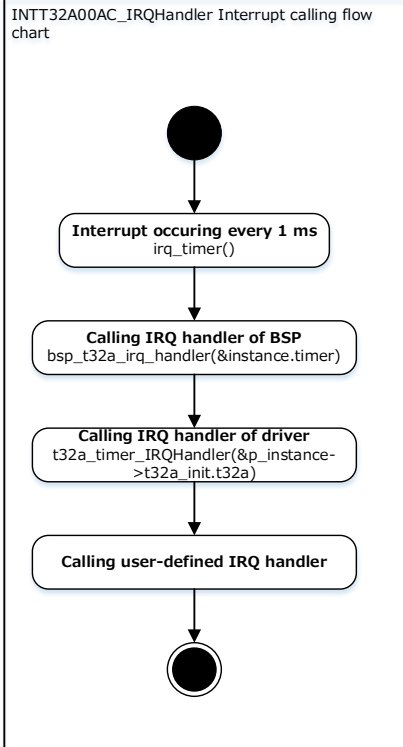 INTT32A00AC_IRQHandler Interrupt calling flow
chart
Interrupt occuring every 1 ms
irq_timer()
Calling IRQ handler of BSP
bsp_t32a_irq_handler(&instance.timer)
Calling IRQ handler of driver
t32a_timer_IRQHandler(&p_instance-
>t32a_init.t32a)
Calling user-defined IRQ handler